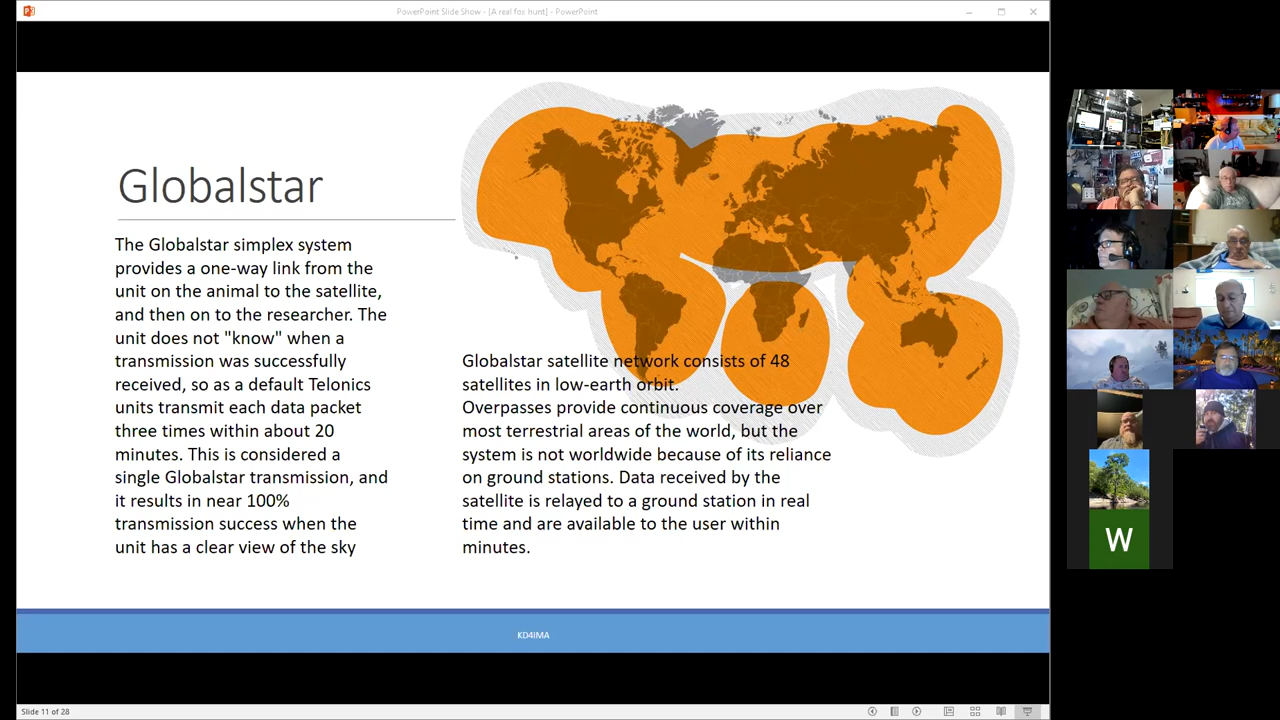 PowerPoint Slide Show - [A real fox hunt] - PowerPoint
Globalstar
The Globalstar simplex system
provides a one-way link from the
unit on the animal to the satellite,
and then on to the researcher. The
unit does not "know" when a
transmission was successfully
received, so as a default Telonics
units transmit each data packet
three times within about 20
minutes. This is considered a
single Globalstar transmission, and
it results in near 100%
transmission success when the
unit has a clear view of the sky
Globalstar satellite network consists of 48
satellites in low-earth orbit.
Overpasses provide continuous coverage over
most terrestrial areas of the world, but the
system is not worldwide because of its reliance
on ground stations. Data received by the
satellite is relayed to a ground station in real
time and are available to the user within
minutes.
KD4IMA
Slide 11 of 28
W